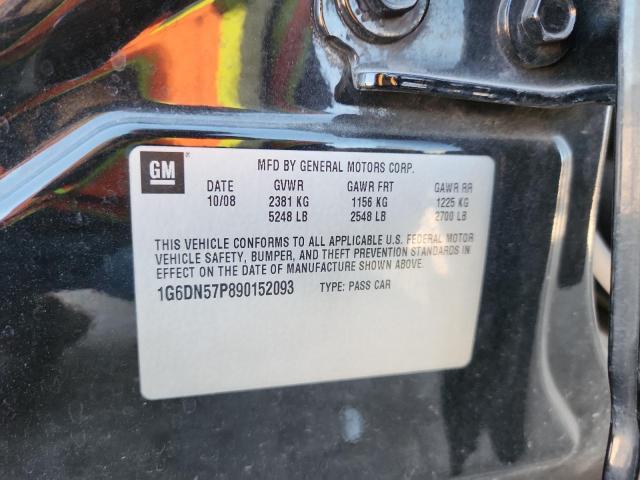 GM ®
MFD BY GENERAL MOTORS CORP.
DATE GVWR GAWR FRT GAWR RR
10/08 2381 KG 1156 KG 1225 KG
5248 LB 2548 LB 2700 LB
THIS VEHICLE CONFORMS TO ALL APPLICABLE U.S. FEDERAL MOTOR
VEHICLE SAFETY, BUMPER, AND THEFT PREVENTION STANDARDS IN
EFFECT ON THE DATE OF MANUFACTURE SHOWN ABOVE.
1G6DN57P890152093 TYPE: PASS CAR